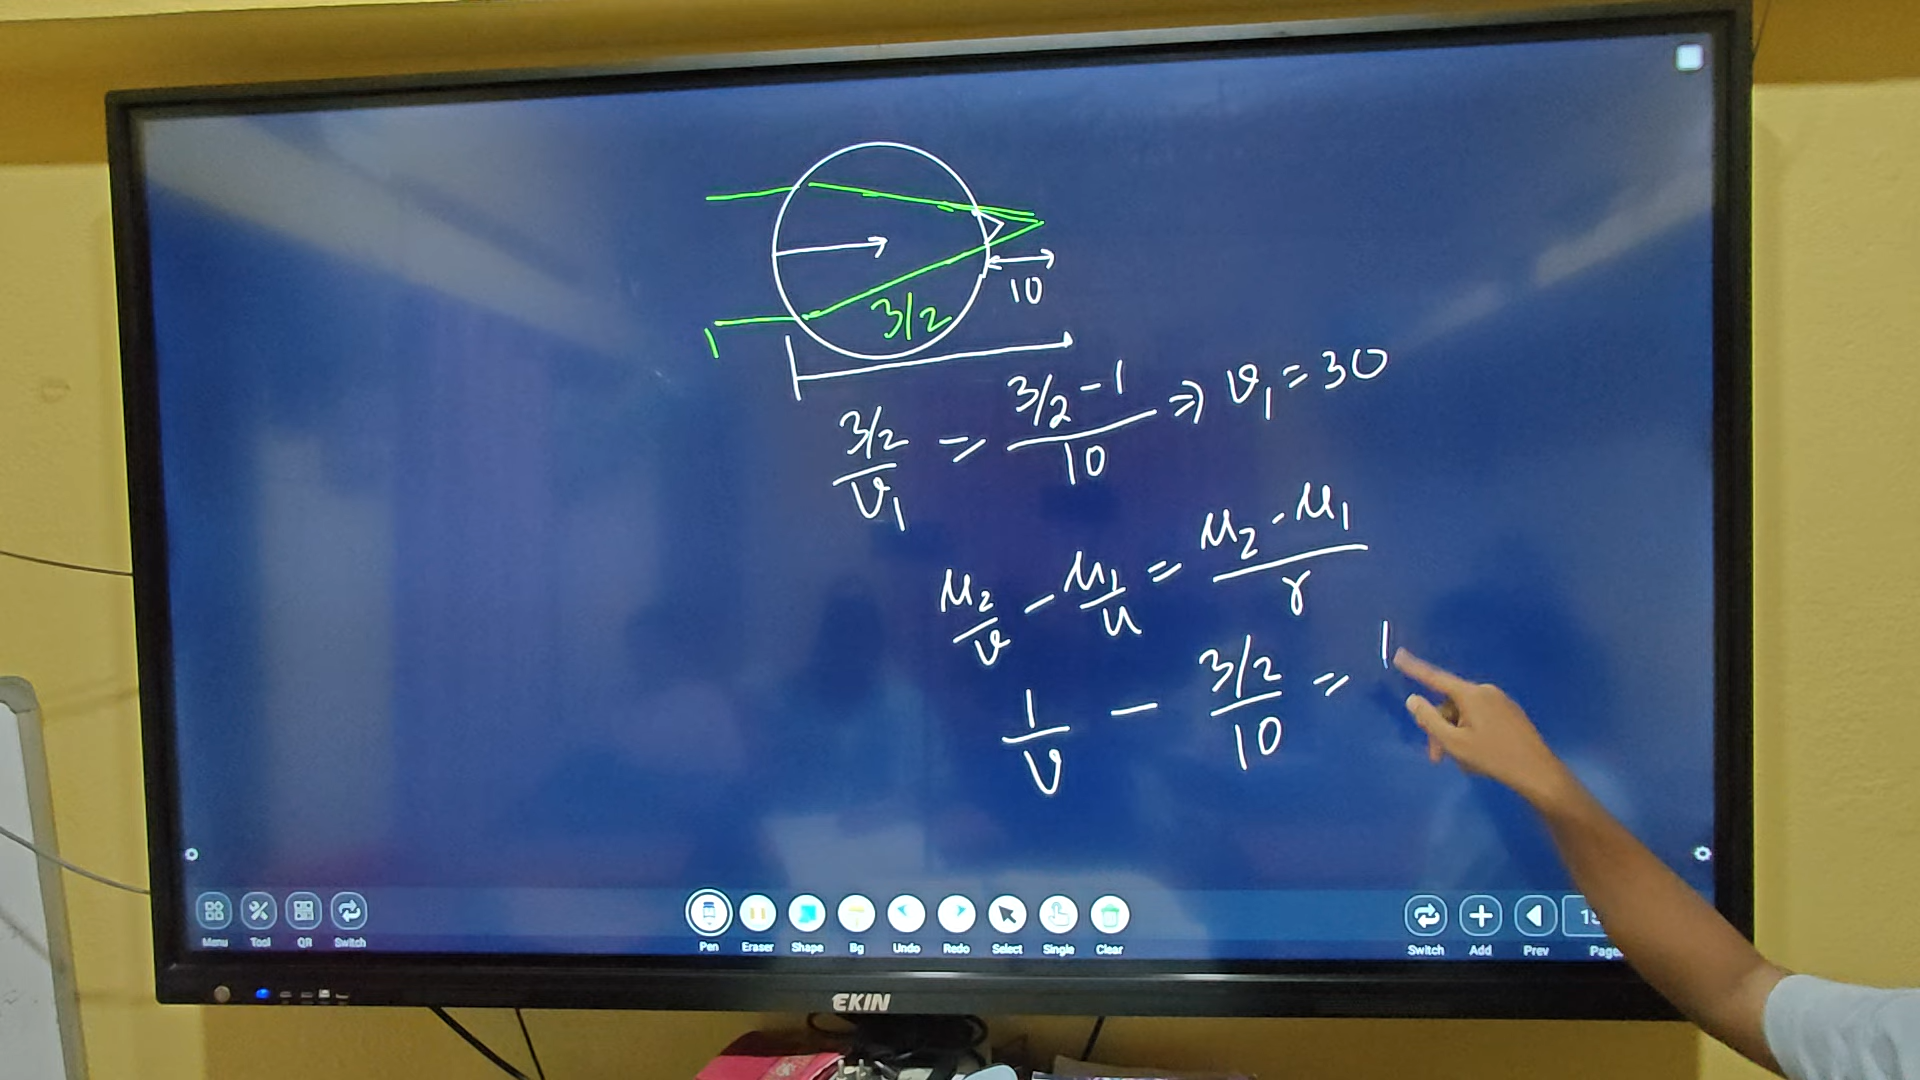 3/2
10
1
3/2 / v₁ = 3/2 - 1 / 10 ⇒ v₁ = 30
μ₂/v - μ₁/u = μ₂ - μ₁ / r
1/v - 3/2 / 10 = 1
Menu Tool QR Switch Pen Eraser Shape Bg Undo Redo Select Single Clear Switch Add Prev Page
EKIN